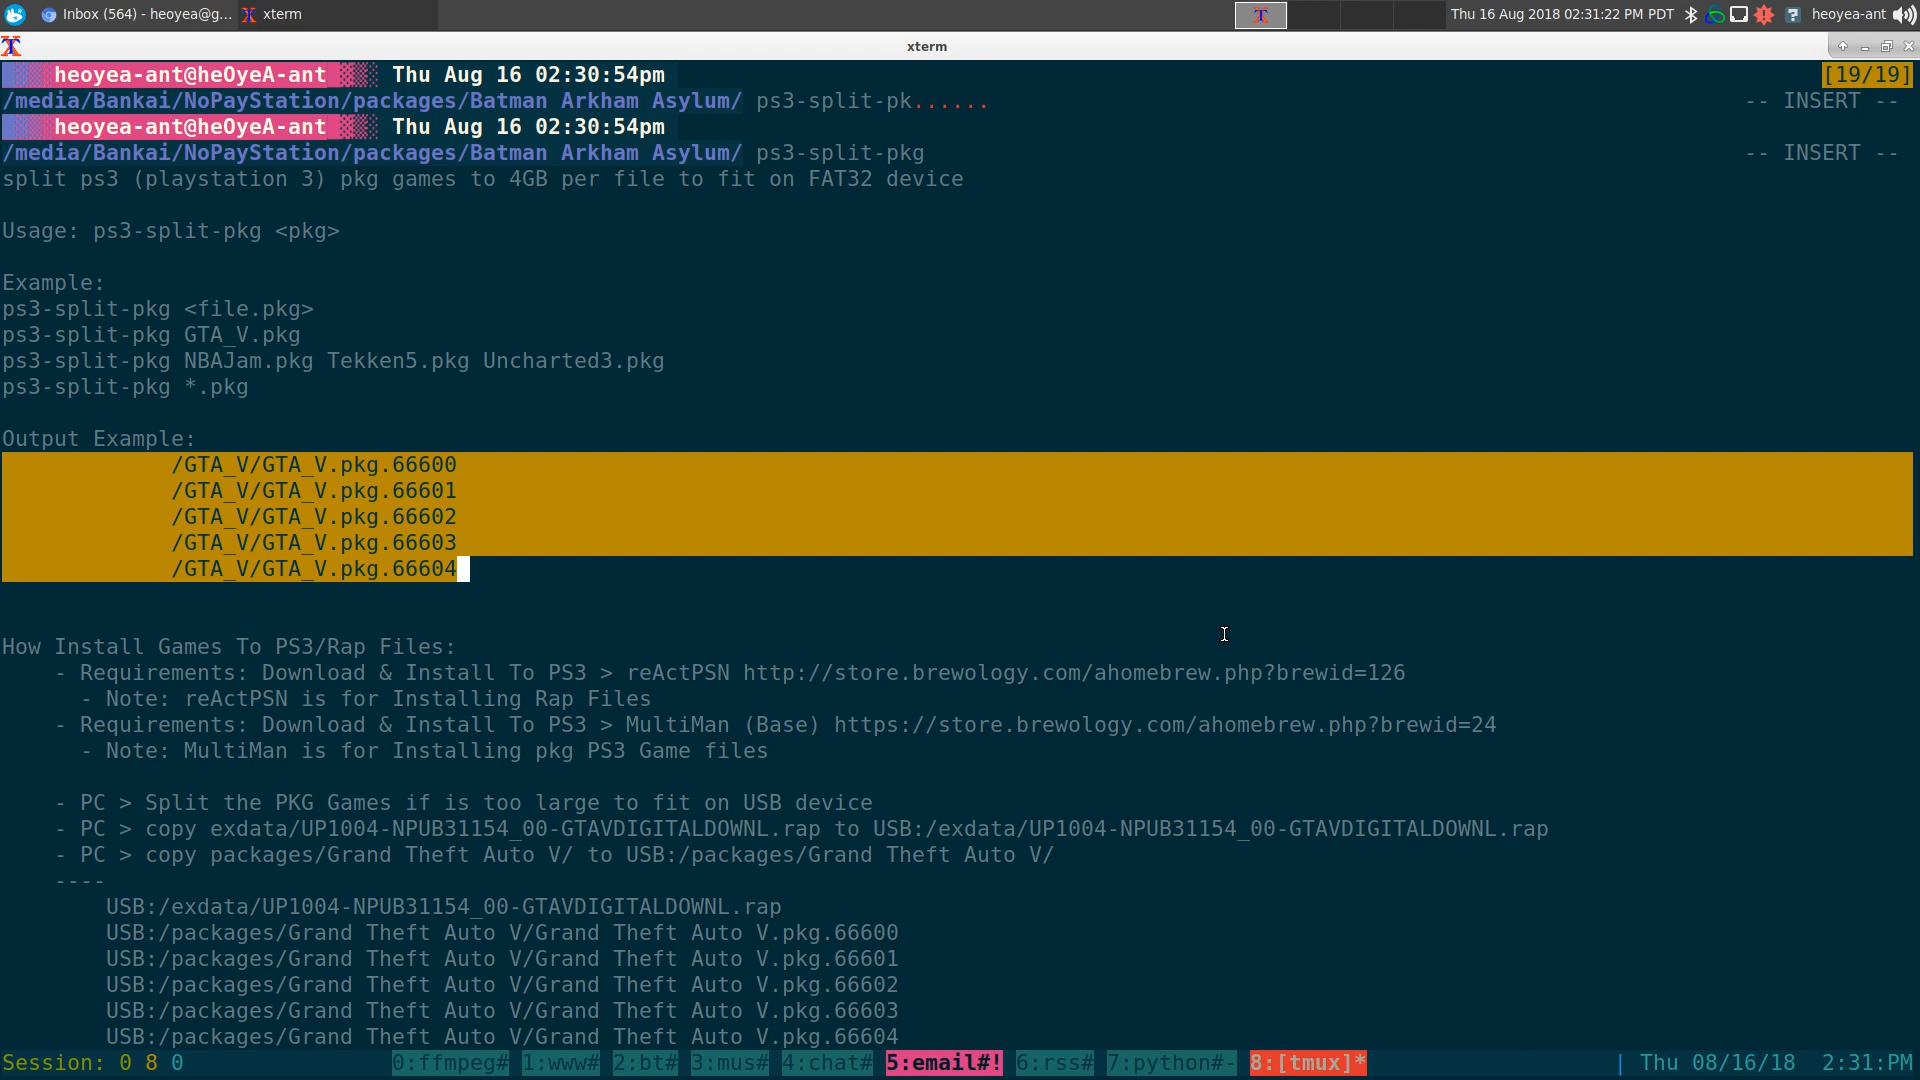 Inbox (564) - heoyea@g... xterm Thu 16 Aug 2018 02:31:22 PM PDT heoyea-ant
xterm
heoyea-ant@heOyeA-ant Thu Aug 16 02:30:54pm [19/19]
/media/Bankai/NoPayStation/packages/Batman Arkham Asylum/ ps3-split-pk...... -- INSERT --
heoyea-ant@heOyeA-ant Thu Aug 16 02:30:54pm
/media/Bankai/NoPayStation/packages/Batman Arkham Asylum/ ps3-split-pkg -- INSERT --
split ps3 (playstation 3) pkg games to 4GB per file to fit on FAT32 device
Usage: ps3-split-pkg <pkg>
Example:
ps3-split-pkg <file.pkg>
ps3-split-pkg GTA_V.pkg
ps3-split-pkg NBAJam.pkg Tekken5.pkg Uncharted3.pkg
ps3-split-pkg *.pkg
Output Example:
/GTA_V/GTA_V.pkg.66600
/GTA_V/GTA_V.pkg.66601
/GTA_V/GTA_V.pkg.66602
/GTA_V/GTA_V.pkg.66603
/GTA_V/GTA_V.pkg.66604
How Install Games To PS3/Rap Files:
- Requirements: Download & Install To PS3 > reActPSN http://store.brewology.com/ahomebrew.php?brewid=126
- Note: reActPSN is for Installing Rap Files
- Requirements: Download & Install To PS3 > MultiMan (Base) https://store.brewology.com/ahomebrew.php?brewid=24
- Note: MultiMan is for Installing pkg PS3 Game files
- PC > Split the PKG Games if is too large to fit on USB device
- PC > copy exdata/UP1004-NPUB31154_00-GTAVDIGITALDOWNL.rap to USB:/exdata/UP1004-NPUB31154_00-GTAVDIGITALDOWNL.rap
- PC > copy packages/Grand Theft Auto V/ to USB:/packages/Grand Theft Auto V/
----
USB:/exdata/UP1004-NPUB31154_00-GTAVDIGITALDOWNL.rap
USB:/packages/Grand Theft Auto V/Grand Theft Auto V.pkg.66600
USB:/packages/Grand Theft Auto V/Grand Theft Auto V.pkg.66601
USB:/packages/Grand Theft Auto V/Grand Theft Auto V.pkg.66602
USB:/packages/Grand Theft Auto V/Grand Theft Auto V.pkg.66603
USB:/packages/Grand Theft Auto V/Grand Theft Auto V.pkg.66604
Session: 0 8 0 0:ffmpeg# 1:www# 2:bt# 3:mus# 4:chat# 5:email#! 6:rss# 7:python#- 8:[tmux]* | Thu 08/16/18 2:31:PM